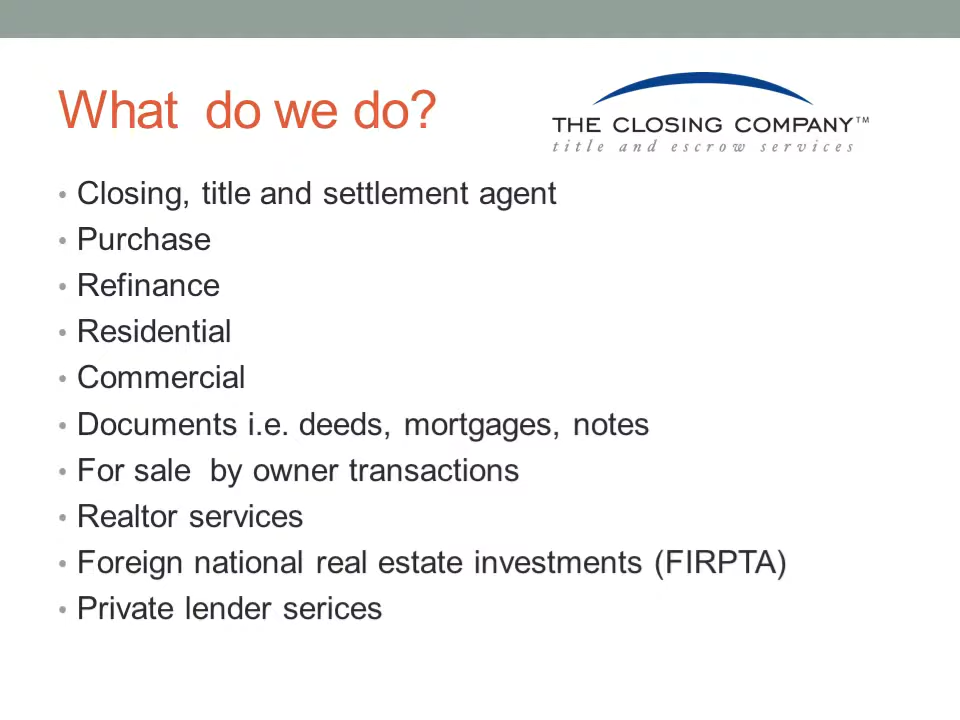 What do we do?
THE CLOSING COMPANY™
title and escrow services
• Closing, title and settlement agent
• Purchase
• Refinance
• Residential
• Commercial
• Documents i.e. deeds, mortgages, notes
• For sale by owner transactions
• Realtor services
• Foreign national real estate investments (FIRPTA)
• Private lender serices